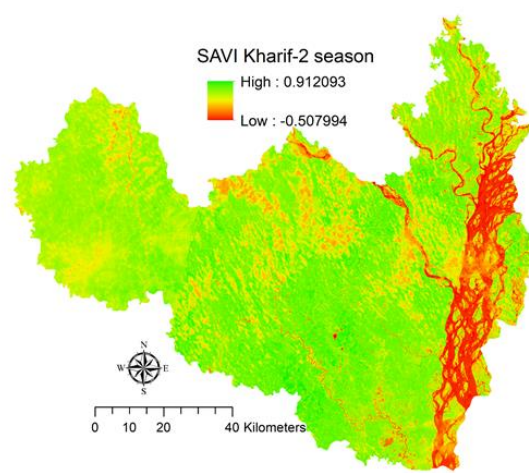 SAVI Kharif-2 season
High : 0.912093
Low : -0.507994
N
W E
S
0 10 20 40 Kilometers